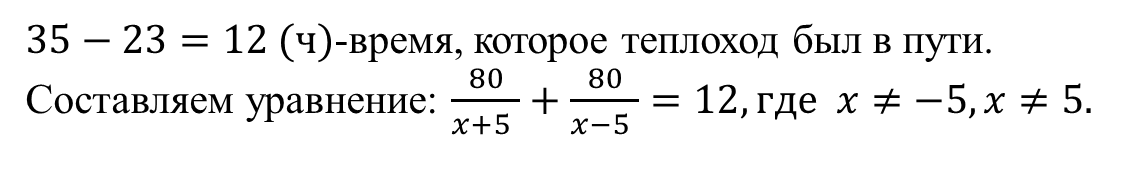 35 − 23 = 12 (ч)-время, которое теплоход был в пути.
Составляем уравнение: 80/(x+5) + 80/(x−5) = 12, где x ≠ −5, x ≠ 5.